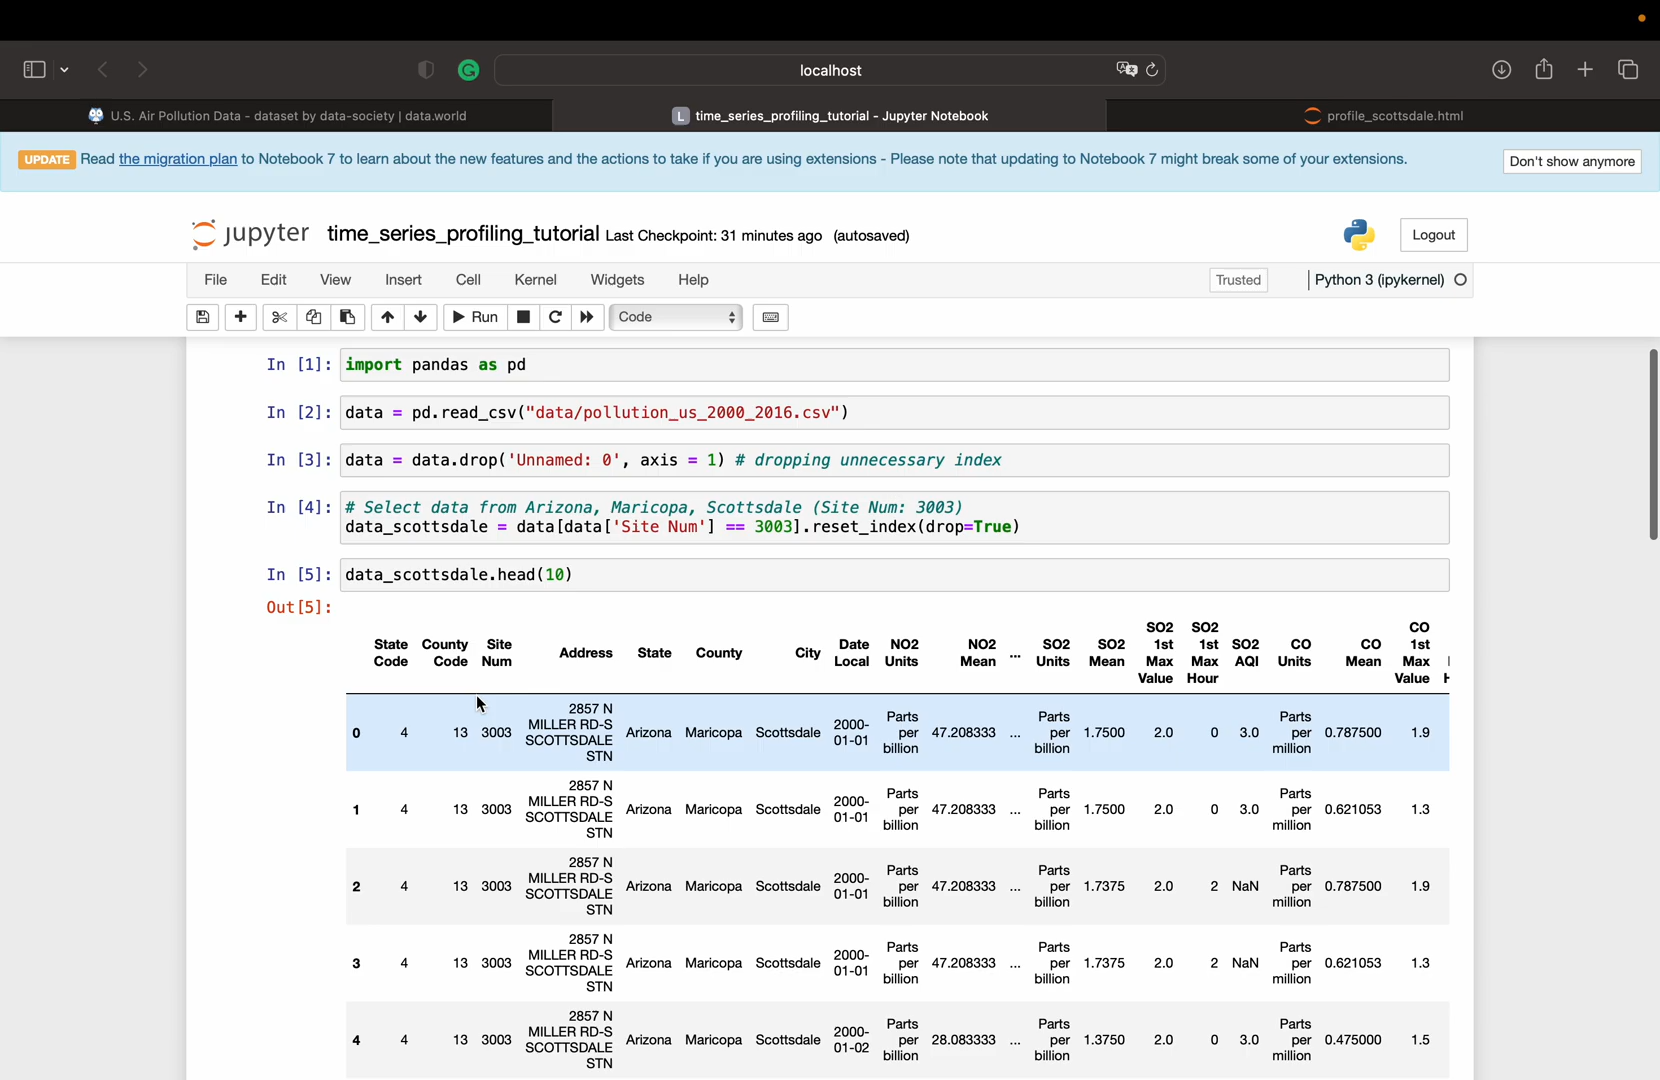 localhost
U.S. Air Pollution Data - dataset by data-society | data.world
L time_series_profiling_tutorial - Jupyter Notebook
profile_scottsdale.html
UPDATE Read the migration plan to Notebook 7 to learn about the new features and the actions to take if you are using extensions - Please note that updating to Notebook 7 might break some of your extensions.
Don't show anymore
jupyter time_series_profiling_tutorial Last Checkpoint: 31 minutes ago (autosaved)
Logout
File Edit View Insert Cell Kernel Widgets Help
Trusted Python 3 (ipykernel)
Run Code
In [1]: import pandas as pd
In [2]: data = pd.read_csv("data/pollution_us_2000_2016.csv")
In [3]: data = data.drop('Unnamed: 0', axis = 1) # dropping unnecessary index
In [4]: # Select data from Arizona, Maricopa, Scottsdale (Site Num: 3003)
data_scottsdale = data[data['Site Num'] == 3003].reset_index(drop=True)
In [5]: data_scottsdale.head(10)
Out[5]:
State Code County Code Site Num Address State County City Date Local NO2 Units NO2 Mean ... SO2 Units SO2 Mean SO2 1st Max Value SO2 1st Max Hour SO2 AQI CO Units CO Mean CO 1st Max Value
0 4 13 3003 2857 N MILLER RD-S SCOTTSDALE STN Arizona Maricopa Scottsdale 2000-01-01 Parts per billion 47.208333 ... Parts per billion 1.7500 2.0 0 3.0 Parts per million 0.787500 1.9
1 4 13 3003 2857 N MILLER RD-S SCOTTSDALE STN Arizona Maricopa Scottsdale 2000-01-01 Parts per billion 47.208333 ... Parts per billion 1.7500 2.0 0 3.0 Parts per million 0.621053 1.3
2 4 13 3003 2857 N MILLER RD-S SCOTTSDALE STN Arizona Maricopa Scottsdale 2000-01-01 Parts per billion 47.208333 ... Parts per billion 1.7375 2.0 2 NaN Parts per million 0.787500 1.9
3 4 13 3003 2857 N MILLER RD-S SCOTTSDALE STN Arizona Maricopa Scottsdale 2000-01-01 Parts per billion 47.208333 ... Parts per billion 1.7375 2.0 2 NaN Parts per million 0.621053 1.3
4 4 13 3003 2857 N MILLER RD-S SCOTTSDALE STN Arizona Maricopa Scottsdale 2000-01-02 Parts per billion 28.083333 ... Parts per billion 1.3750 2.0 0 3.0 Parts per million 0.475000 1.5